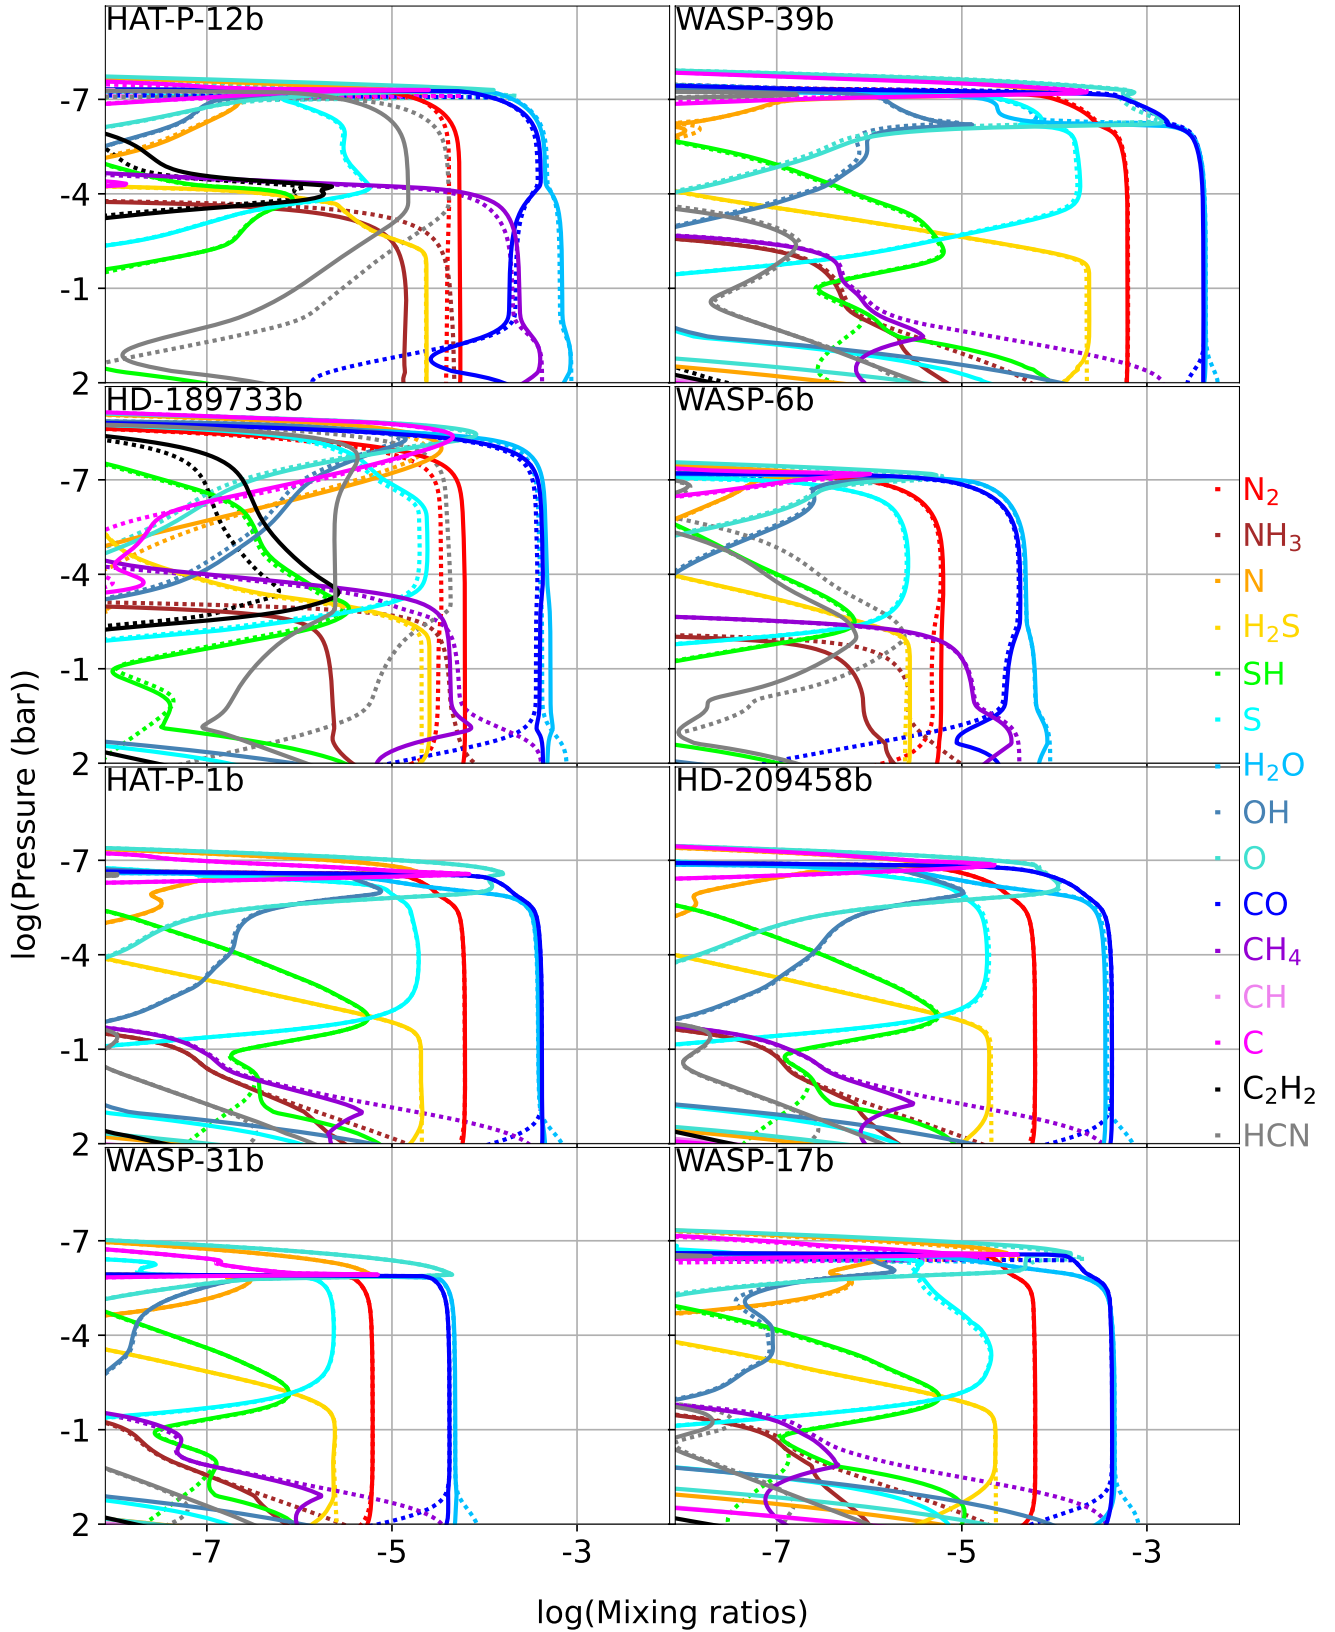 HAT-P-12b
WASP-39b
-7
-4
-1
2
HD-189733b
WASP-6b
-7
-4
-1
2
HAT-P-1b
HD-209458b
-7
-4
-1
2
WASP-31b
WASP-17b
-7
-4
-1
2
-7 -5 -3
-7 -5 -3
log(Mixing ratios)
log(Pressure (bar))
N₂
NH₃
N
H₂S
SH
S
H₂O
OH
O
CO
CH₄
CH
C
C₂H₂
HCN